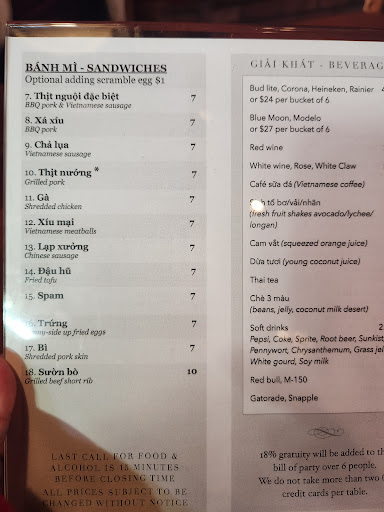 BÁNH MÌ - SANDWICHES
Optional adding scramble egg $1
7. Thịt nguội đặc biệt 7
BBQ pork & Vietnamese sausage
8. Xá xíu 7
BBQ pork
9. Chả lụa 7
Vietnamese sausage
10. Thịt nướng * 7
Grilled pork
11. Gà 7
Shredded chicken
12. Xíu mại 7
Vietnamese meatballs
13. Lạp xưởng 7
Chinese sausage
14. Đậu hũ 7
Fried tofu
15. Spam 7
16. Trứng 7
side up fried eggs
17. Bì 7
Shredded pork skin
18. Sườn bò 10
Grilled beef short rib
LAST CALL FOR FOOD &
ALCOHOL IS 15 MINUTES
BEFORE CLOSING TIME
ALL PRICES SUBJECT TO BE
CHANGED WITHOUT NOTICE
GIẢI KHÁT - BEVERAG
Bud lite, Corona, Heineken, Rainier 4
or $24 per bucket of 6
Blue Moon, Modelo
or $27 per bucket of 6
Red wine
White wine, Rose, White Claw
Café sữa đá (Vietnamese coffee)
tố bơ/vải/nhãn
(fresh fruit shakes avocado/lychee/
longan)
Cam vắt (squeezed orange juice)
Dừa tươi (young coconut juice)
Thai tea
Chè 3 màu
(beans, jelly, coconut milk desert)
Soft drinks 2
Pepsi, Coke, Sprite, Root beer, Sunkist
Pennywort, Chrysanthemum, Grass jel
White gourd, Soy milk
Red bull, M-150
Gatorade, Snapple
18% gratuity will be added to th
bill of party over 6 people.
We do not take more than two
credit cards per table.